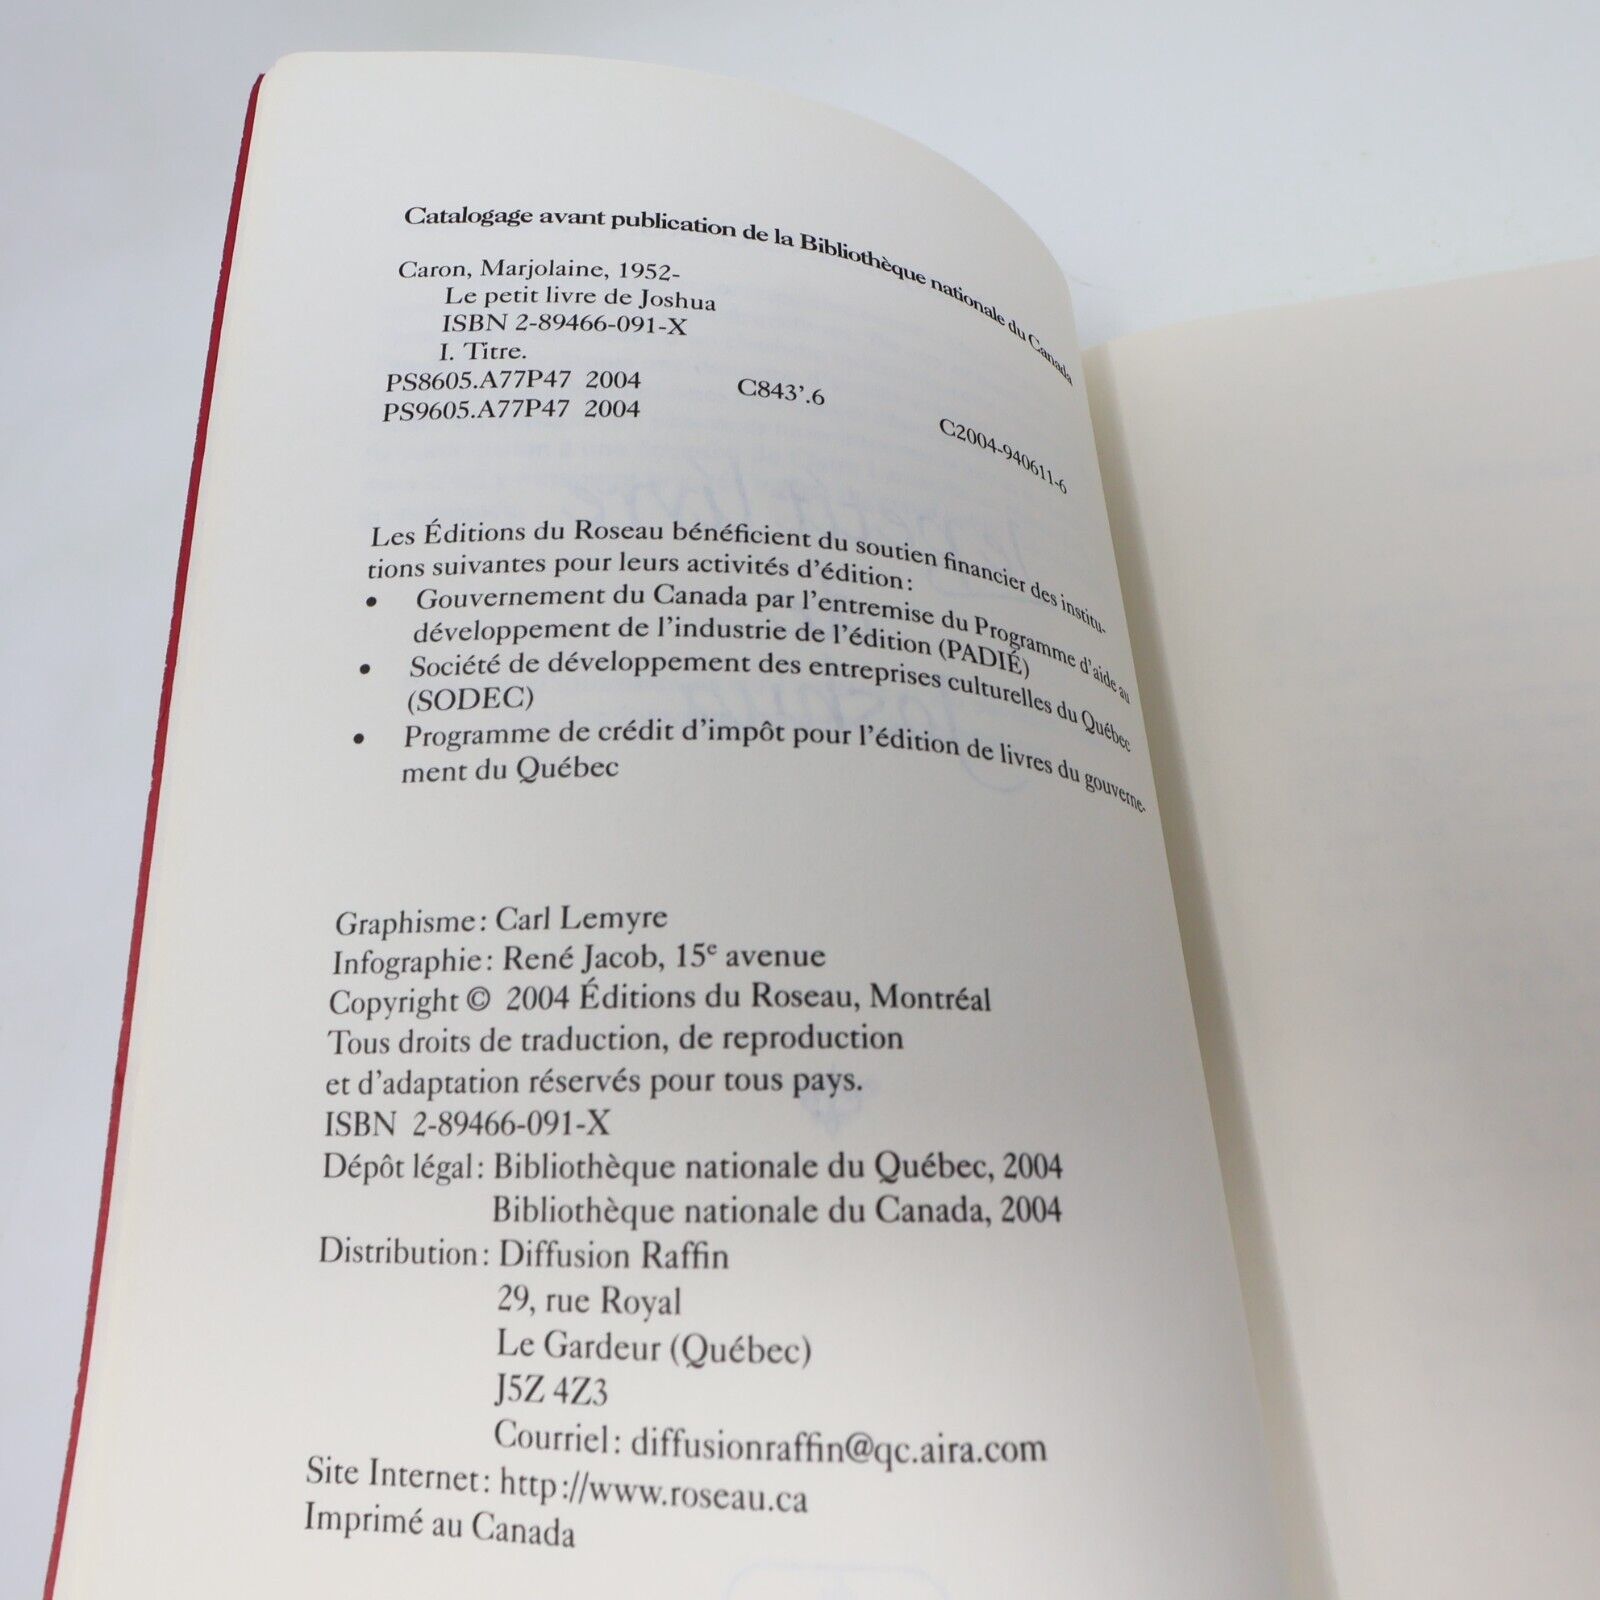 Catalogage avant publication de la Bibliothèque nationale du Canada
Caron, Marjolaine, 1952-
Le petit livre de Joshua
ISBN 2-89466-091-X
I. Titre.
PS8605.A77P47 2004 C843'.6 C2004-940611-6
PS9605.A77P47 2004
Les Éditions du Roseau bénéficient du soutien financier des institu-
tions suivantes pour leurs activités d'édition :
• Gouvernement du Canada par l'entremise du Programme d'aide au
développement de l'industrie de l'édition (PADIÉ)
• Société de développement des entreprises culturelles du Québec
(SODEC)
• Programme de crédit d'impôt pour l'édition de livres du gouverne-
ment du Québec
Graphisme : Carl Lemyre
Infographie : René Jacob, 15e avenue
Copyright © 2004 Éditions du Roseau, Montréal
Tous droits de traduction, de reproduction
et d'adaptation réservés pour tous pays.
ISBN 2-89466-091-X
Dépôt légal : Bibliothèque nationale du Québec, 2004
Bibliothèque nationale du Canada, 2004
Distribution : Diffusion Raffin
29, rue Royal
Le Gardeur (Québec)
J5Z 4Z3
Courriel : diffusionraffin@qc.aira.com
Site Internet : http://www.roseau.ca
Imprimé au Canada